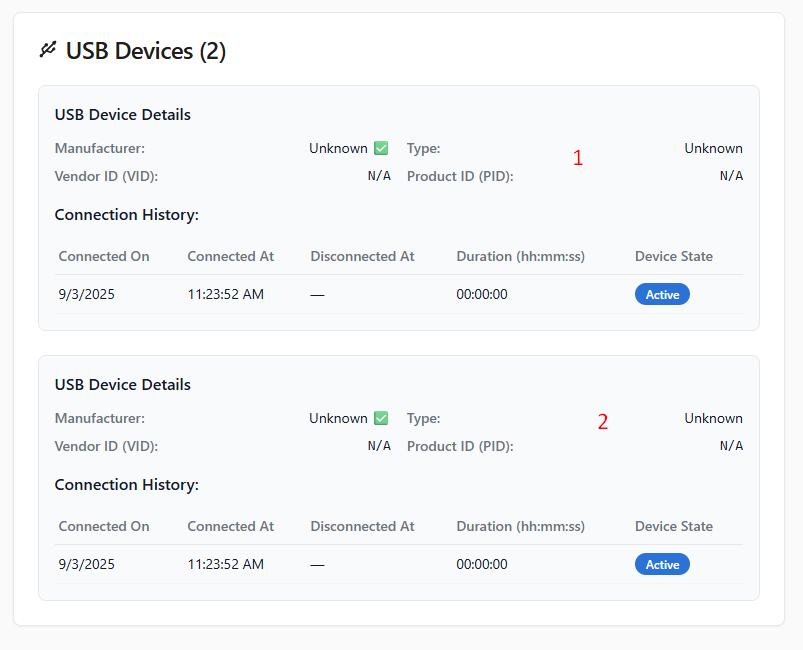 USB Devices (2)
USB Device Details
Manufacturer: Unknown ✅ Type: Unknown
1
Vendor ID (VID): N/A Product ID (PID): N/A
Connection History:
Connected On Connected At Disconnected At Duration (hh:mm:ss) Device State
9/3/2025 11:23:52 AM — 00:00:00 Active
USB Device Details
Manufacturer: Unknown ✅ Type: Unknown
2
Vendor ID (VID): N/A Product ID (PID): N/A
Connection History:
Connected On Connected At Disconnected At Duration (hh:mm:ss) Device State
9/3/2025 11:23:52 AM — 00:00:00 Active